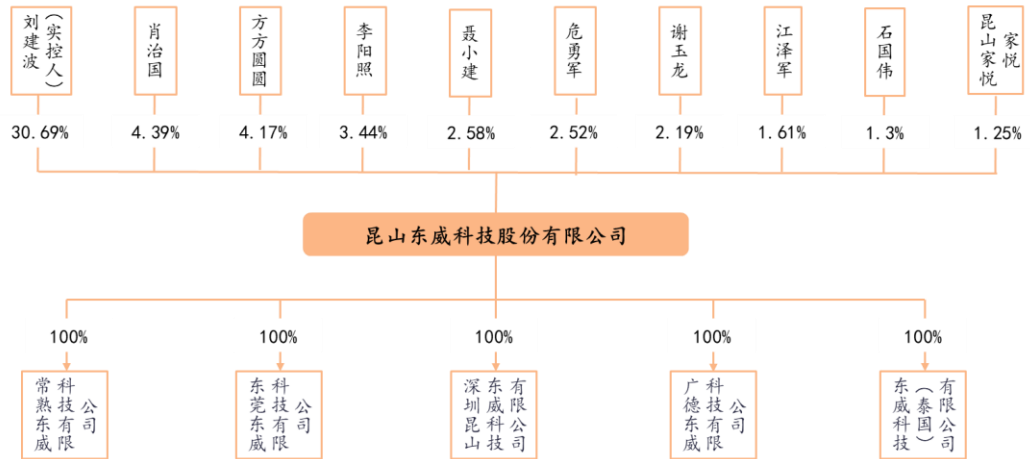 刘建波
（实控人）
肖治国
方方圆圆
李阳照
聂小建
危勇军
谢玉龙
江泽军
石国伟
昆山家悦
家悦
30.69%
4.39%
4.17%
3.44%
2.58%
2.52%
2.19%
1.61%
1.3%
1.25%
昆山东威科技股份有限公司
100%
100%
100%
100%
100%
常熟东威
科技有限
公司
东莞东威
科技有限
公司
深圳昆山
东威科技
有限公司
广德东威
科技有限
公司
东威科技
（泰国）
有限公司